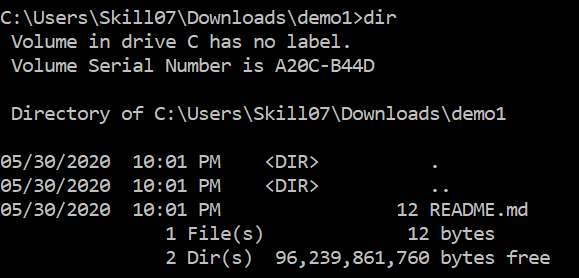 C:\Users\Skill07\Downloads\demo1>dir
 Volume in drive C has no label.
 Volume Serial Number is A20C-B44D

 Directory of C:\Users\Skill07\Downloads\demo1

05/30/2020  10:01 PM    <DIR>          .
05/30/2020  10:01 PM    <DIR>          ..
05/30/2020  10:01 PM                12 README.md
               1 File(s)             12 bytes
               2 Dir(s)  96,239,861,760 bytes free